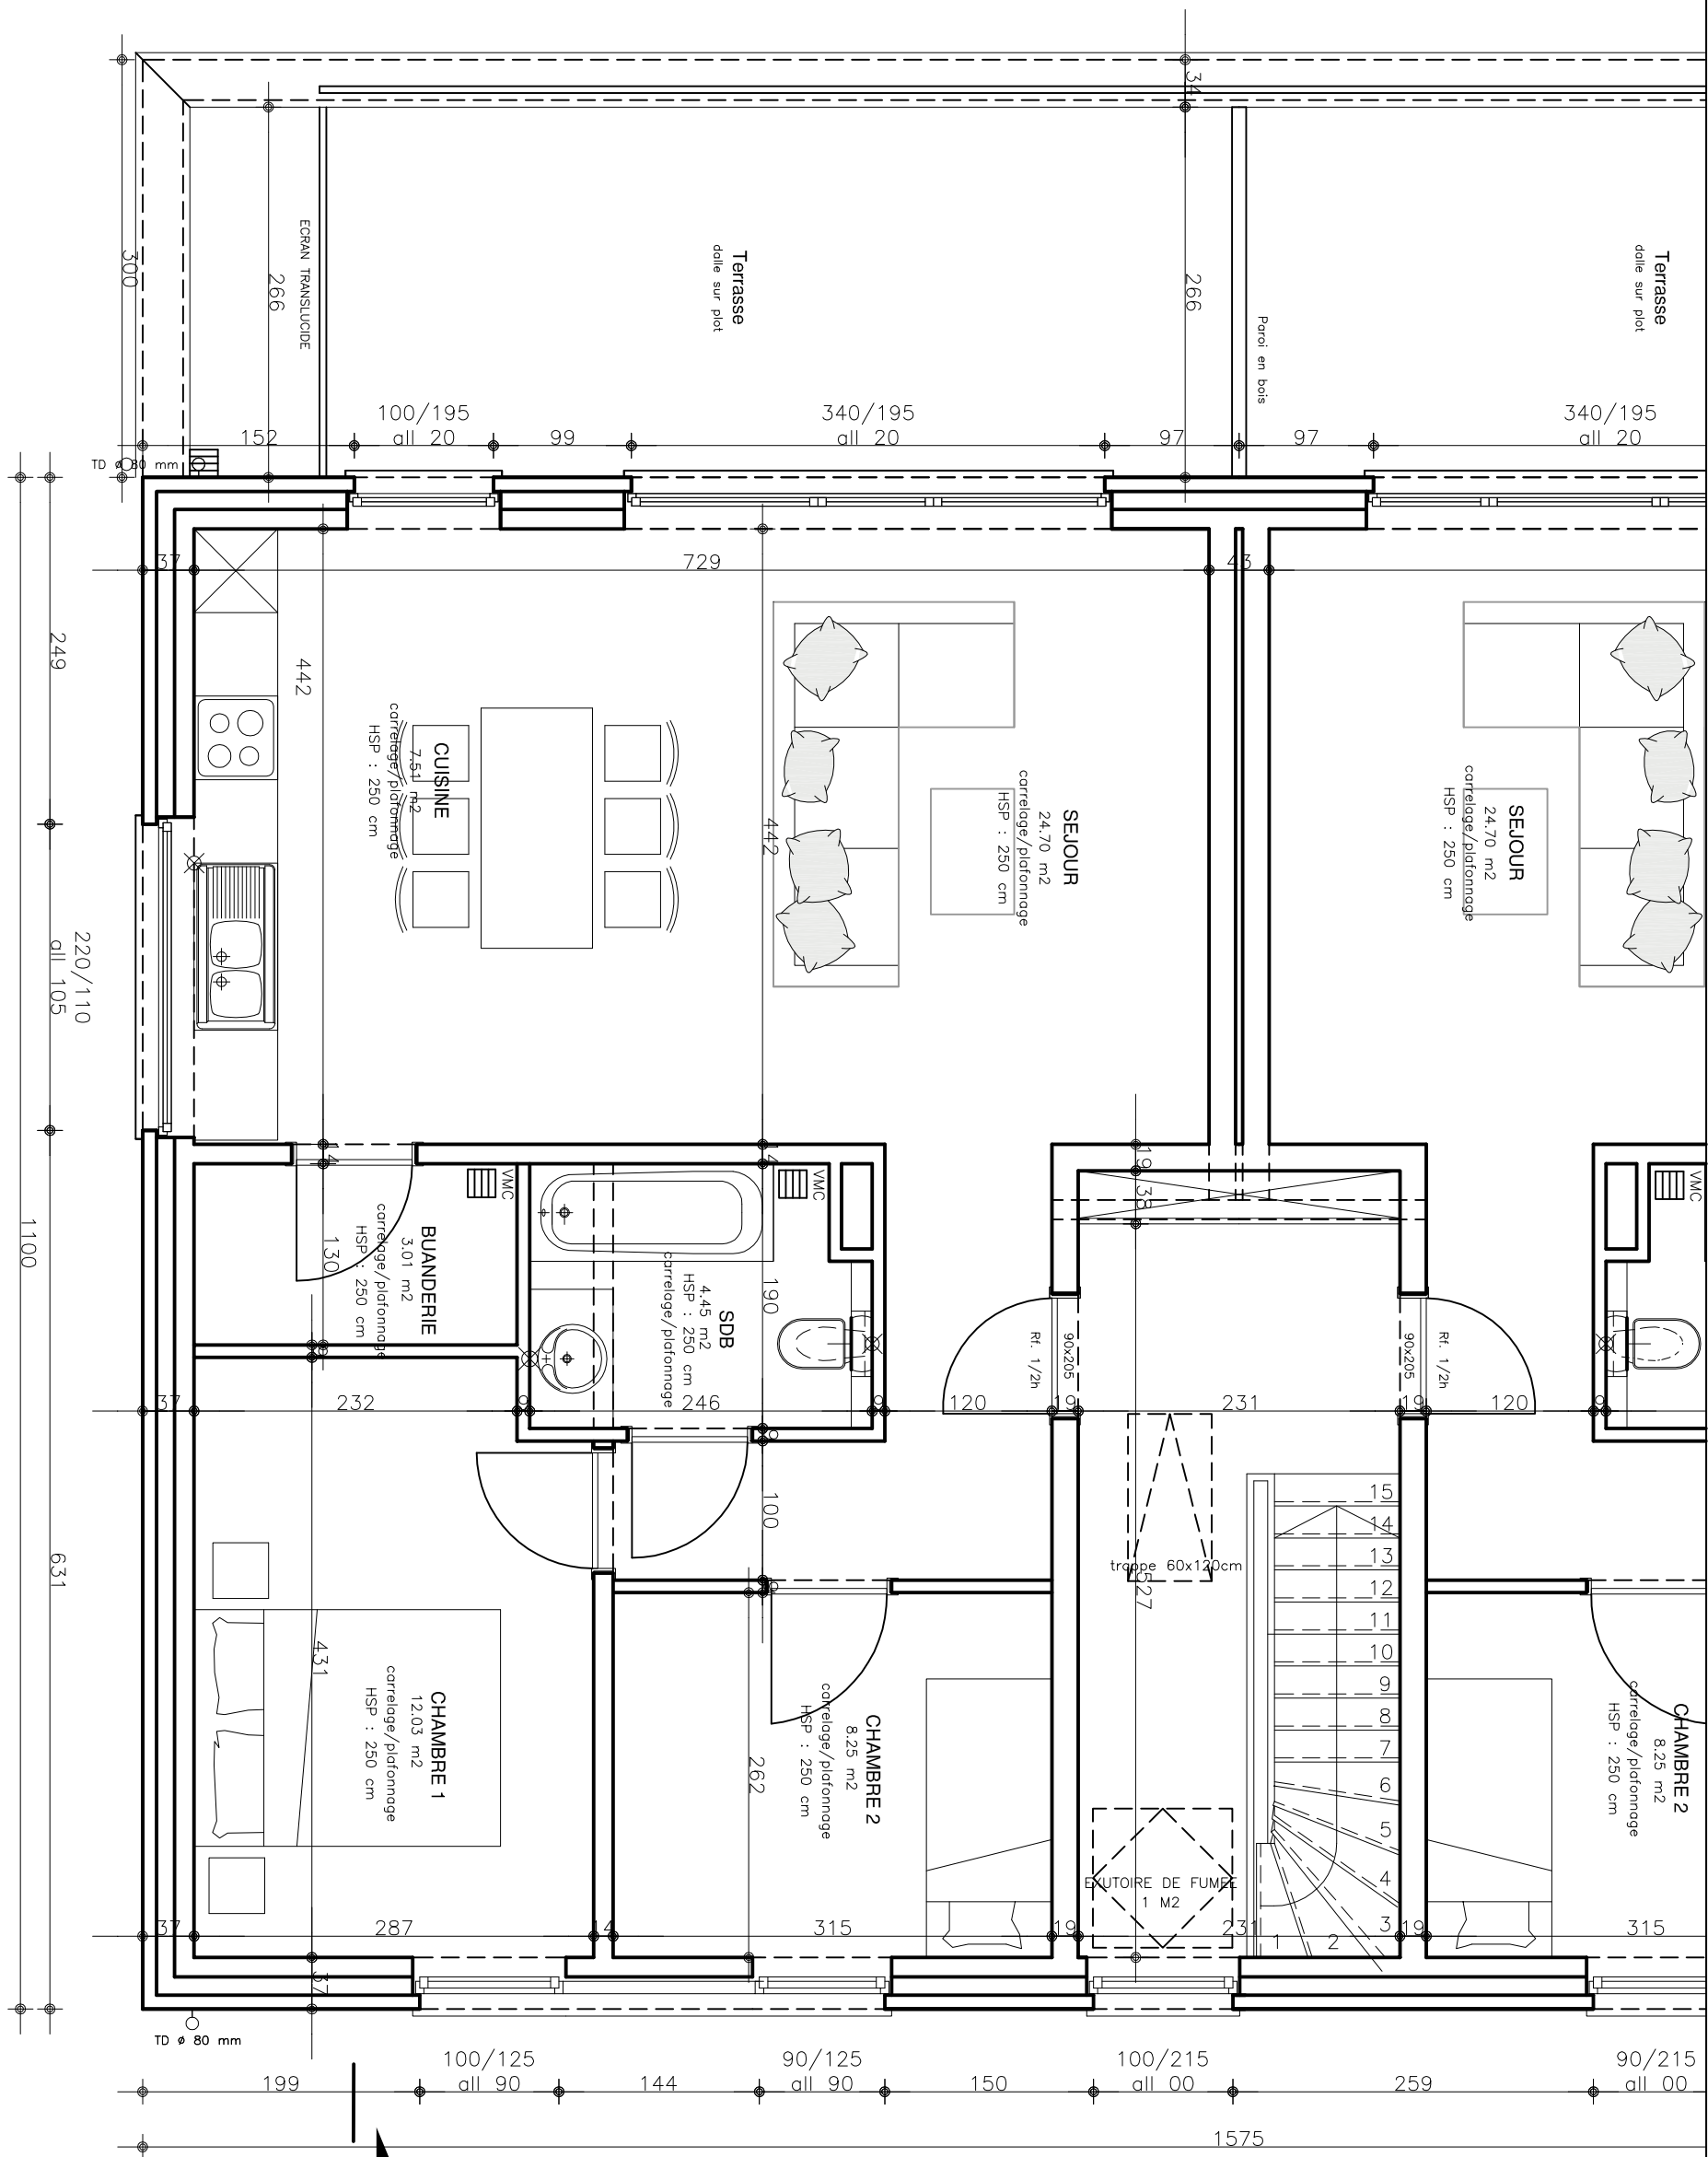 34
300
266
ECRAN TRANSLUCIDE
Terrasse
dalle sur plot
266
Paroi en bois
Terrasse
dalle sur plot
100/195
all 20
340/195
all 20
340/195
all 20
152
99
97
97
TD ø 80 mm
37
729
43
249
442
CUISINE
7.51 m2
carrelage/plafonnage
HSP : 250 cm
442
SEJOUR
24.70 m2
carrelage/plafonnage
HSP : 250 cm
SEJOUR
24.70 m2
carrelage/plafonnage
HSP : 250 cm
220/110
all 105
14
14
19
38
VMC
VMC
VMC
1100
BUANDERIE
3.01 m2
carrelage/plafonnage
HSP : 250 cm
130
SDB
4.45 m2
HSP : 250 cm
carrelage/plafonnage
190
9
Rf. 1/2h
90x205
90x205
Rf. 1/2h
37
232
9
246
9
120
19
231
19
120
9
9
100
9
631
trappe 60x120cm
527
15
14
13
12
11
10
9
8
7
6
5
4
3
2
1
431
CHAMBRE 1
12.03 m2
carrelage/plafonnage
HSP : 250 cm
262
CHAMBRE 2
8.25 m2
carrelage/plafonnage
HSP : 250 cm
CHAMBRE 2
8.25 m2
carrelage/plafonnage
HSP : 250 cm
EXUTOIRE DE FUMEE
1 M2
37
287
14
315
19
231
19
315
37
TD ø 80 mm
100/125
all 90
90/125
all 90
100/215
all 00
90/215
all 00
199
144
150
259
1575